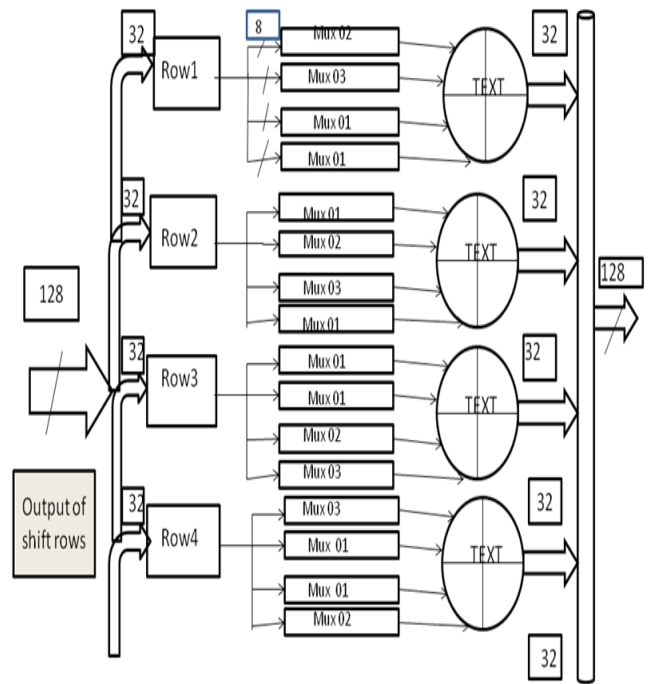 32
8
32
Row1
Mux 02
Mux 03
Mux 01
Mux 01
TEXT
32
32
Row2
Mux 01
Mux 02
Mux 03
Mux 01
TEXT
128
128
32
32
Row3
Mux 01
Mux 01
Mux 02
Mux 03
TEXT
Output of
shift rows
32
32
Row4
Mux 03
Mux 01
Mux 01
Mux 02
TEXT
32